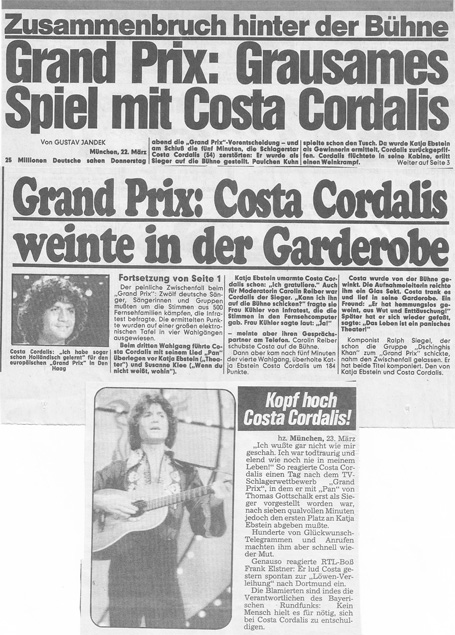 Zusammenbruch hinter der Bühne
Grand Prix: Grausames
Spiel mit Costa Cordalis
Von GUSTAV JANDEK
München, 22. März
25 Millionen Deutsche sahen Donnerstag
abend die „Grand Prix“-Vorentscheidung – und
am Schluß die fünf Minuten, die Schlagerstar
Costa Cordalis (34) zerstörten: Er wurde als
Sieger auf die Bühne gestellt. Paulchen Kuhn
spielte schon den Tusch. Da wurde Katja Ebstein
als Gewinnerin ermittelt, Cordalis zurückgepfif-
fen. Cordalis flüchtete in seine Kabine, erlitt
einen Weinkrampf.
Weiter auf Seite 3
Grand Prix: Costa Cordalis
weinte in der Garderobe
Costa Cordalis: „Ich habe sogar
schon Holländisch gelernt“ für den
europäischen „Grand Prix“ in Den
Haag
Fortsetzung von Seite 1
Der peinliche Zwischenfall beim
„Grand Prix“: Zwölf deutsche Sän-
ger, Sängerinnen und Gruppen
mußten um die Stimmen aus 500
Fernsehfamilien kämpfen, die Infra-
test befragte. Die ermittelten Punk-
te wurden auf einer großen elektroni-
schen Tafel in vier Wahlgängen
ausgewiesen.
Beim dritten Wahlgang führte Co-
sta Cordalis mit seinem Lied „Pan“
überlegen vor Katja Ebstein („Thea-
ter“) und Susanne Klee („Wenn du
nicht weißt, wohin“).
Katja Ebstein umarmte Costa Cor-
dalis schon: „Ich gratuliere.“ Auch
für Moderatorin Carolin Reiber war
Cordalis der Sieger. „Kann ich ihn
auf die Bühne schicken?“ fragte sie
Frau Kühler von Infratest, die die
Stimmen in den Fernsehcomputer
gab. Frau Kühler sagte laut: „Ja!“
– meinte aber ihren Gesprächs-
partner am Telefon. Carolin Reiber
schubste Costa auf die Bühne.
Dann aber kam nach fünf Minuten
der vierte Wahlgang, überholte Kat-
ja Ebstein Costa Cordalis um 184
Punkte.
Costa wurde von der Bühne ge-
winkt. Die Aufnahmeleiterin reichte
ihm ein Glas Sekt. Costa trank es
und lief in seine Garderobe. Ein
Freund: „Er hat hemmungslos ge-
weint, aus Wut und Enttäuschung!“
Später hat er sich wieder gefaßt,
sagte: „Das Leben ist ein panisches
Theater!“
Komponist Ralph Siegel, der
schon die Gruppe „Dschinghis
Khan“ zum „Grand Prix“ schickte,
nahm den Zwischenfall gelassen. Er
hat beide Titel komponiert. Den von
Katja Ebstein und Costa Cordalis.
Kopf hoch
Costa Cordalis!
hz. München, 23. März
„Ich wußte gar nicht wie mir
geschah. Ich war todtraurig und
elend wie noch nie in meinem
Leben!“ So reagierte Costa Cor-
dalis einen Tag nach dem TV-
Schlagerwettbewerb „Grand
Prix“, in dem er mit "Pan" von
Thomas Gottschalk erst als Sie-
ger vorgestellt worden war,
nach sieben qualvollen Minuten
jedoch den ersten Platz an Katja
Ebstein abgeben mußte.
Hunderte von Glückwunsch-
Telegrammen und Anrufen
machten ihm aber schnell wie-
der Mut.
Genauso reagierte RTL-Boß
Frank Elstner: Er lud Costa ge-
stern spontan zur „Löwen-Ver-
leihung“ nach Dortmund ein.
Die Blamierten sind indes die
Verantwortlichen des Bayeri-
schen Rundfunks: Kein
Mensch hielt es für nötig, sich
bei Costa Cordalis zu entschul-
digen.